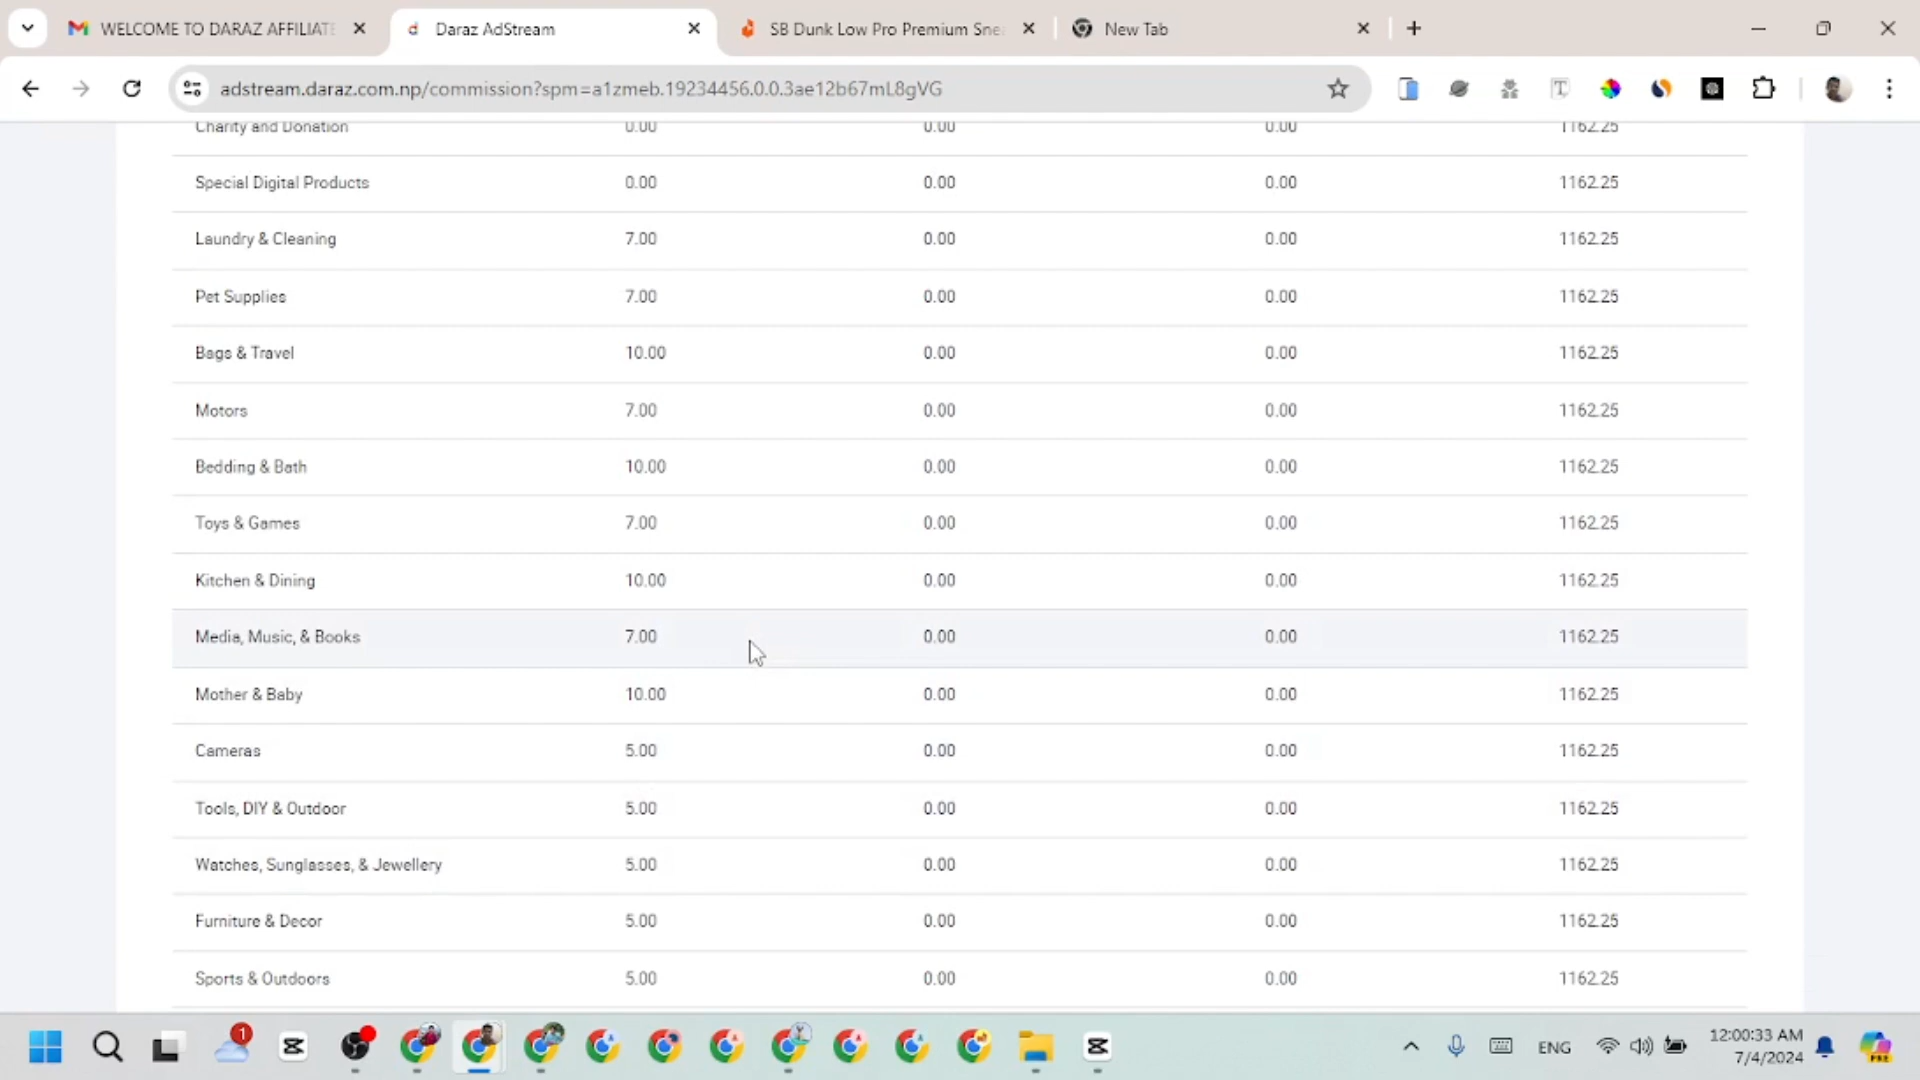 WELCOME TO DARAZ AFFILIATE
Daraz AdStream
SB Dunk Low Pro Premium Snea
New Tab
adstream.daraz.com.np/commission?spm=a1zmeb.19234456.0.0.3ae12b67mL8gVG
Charity and Donation 0.00 0.00 0.00 1162.25
Special Digital Products 0.00 0.00 0.00 1162.25
Laundry & Cleaning 7.00 0.00 0.00 1162.25
Pet Supplies 7.00 0.00 0.00 1162.25
Bags & Travel 10.00 0.00 0.00 1162.25
Motors 7.00 0.00 0.00 1162.25
Bedding & Bath 10.00 0.00 0.00 1162.25
Toys & Games 7.00 0.00 0.00 1162.25
Kitchen & Dining 10.00 0.00 0.00 1162.25
Media, Music, & Books 7.00 0.00 0.00 1162.25
Mother & Baby 10.00 0.00 0.00 1162.25
Cameras 5.00 0.00 0.00 1162.25
Tools, DIY & Outdoor 5.00 0.00 0.00 1162.25
Watches, Sunglasses, & Jewellery 5.00 0.00 0.00 1162.25
Furniture & Decor 5.00 0.00 0.00 1162.25
Sports & Outdoors 5.00 0.00 0.00 1162.25
1
ENG
12:00:33 AM
7/4/2024
PRE